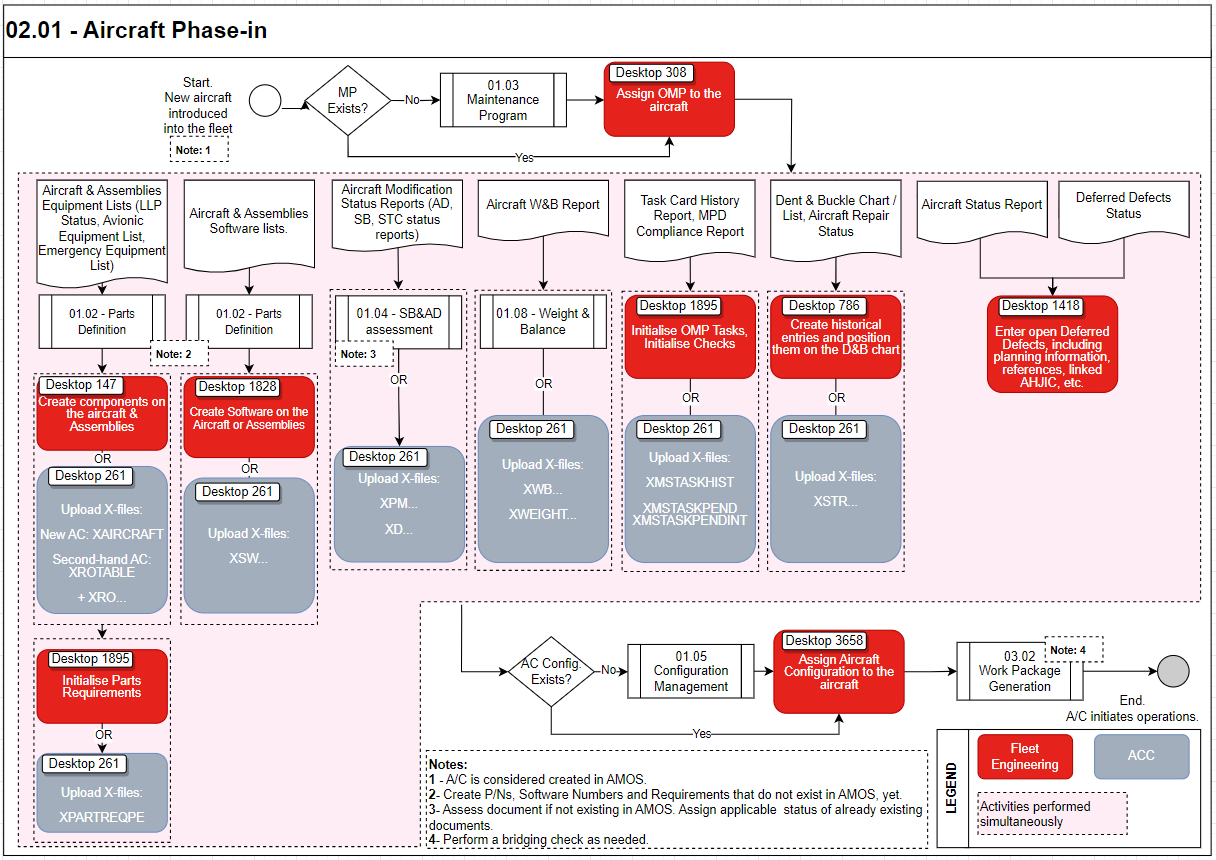 02.01 - Aircraft Phase-in
Start.
New aircraft
introduced
into the fleet
Note: 1
MP
Exists?
No
Yes
01.03
Maintenance
Program
Desktop 308
Assign OMP to the
aircraft
Aircraft & Assemblies
Equipment Lists (LLP
Status, Avionic
Equipment List,
Emergency Equipment
List)
Aircraft & Assemblies
Software lists.
Aircraft Modification
Status Reports (AD,
SB, STC status
reports)
Aircraft W&B Report
Task Card History
Report, MPD
Compliance Report
Dent & Buckle Chart /
List, Aircraft Repair
Status
Aircraft Status Report
Deferred Defects
Status
01.02 - Parts
Definition
01.02 - Parts
Definition
Note: 2
01.04 - SB&AD
assessment
Note: 3
01.08 - Weight &
Balance
Desktop 1895
Initialise OMP Tasks,
Initialise Checks
Desktop 786
Create historical
entries and position
them on the D&B chart
Desktop 1418
Enter open Deferred
Defects, including
planning information,
references, linked
AHJIC, etc.
Desktop 147
Create components on
the aircraft &
Assemblies
OR
Desktop 261
Upload X-files:
New AC: XAIRCRAFT
Second-hand AC:
XROTABLE
+ XRO...
Desktop 1828
Create Software on the
Aircraft or Assemblies
OR
Desktop 261
Upload X-files:
XSW...
OR
Desktop 261
Upload X-files:
XPM...
XD...
OR
Desktop 261
Upload X-files:
XWB...
XWEIGHT...
OR
Desktop 261
Upload X-files:
XMSTASKHIST
XMSTASKPEND
XMSTASKPENDINT
OR
Desktop 261
Upload X-files:
XSTR...
Desktop 1895
Initialise Parts
Requirements
OR
Desktop 261
Upload X-files:
XPARTREQPE
AC Config.
Exists?
No
Yes
01.05
Configuration
Management
Desktop 3658
Assign Aircraft
Configuration to the
aircraft
03.02
Work Package
Generation
Note: 4
End.
A/C initiates operations.
Notes:
1 - A/C is considered created in AMOS.
2- Create P/Ns, Software Numbers and Requirements that do not exist in AMOS, yet.
3- Assess document if not existing in AMOS. Assign applicable status of already existing
documents.
4- Perform a bridging check as needed.
LEGEND
Fleet
Engineering
ACC
Activities performed
simultaneously